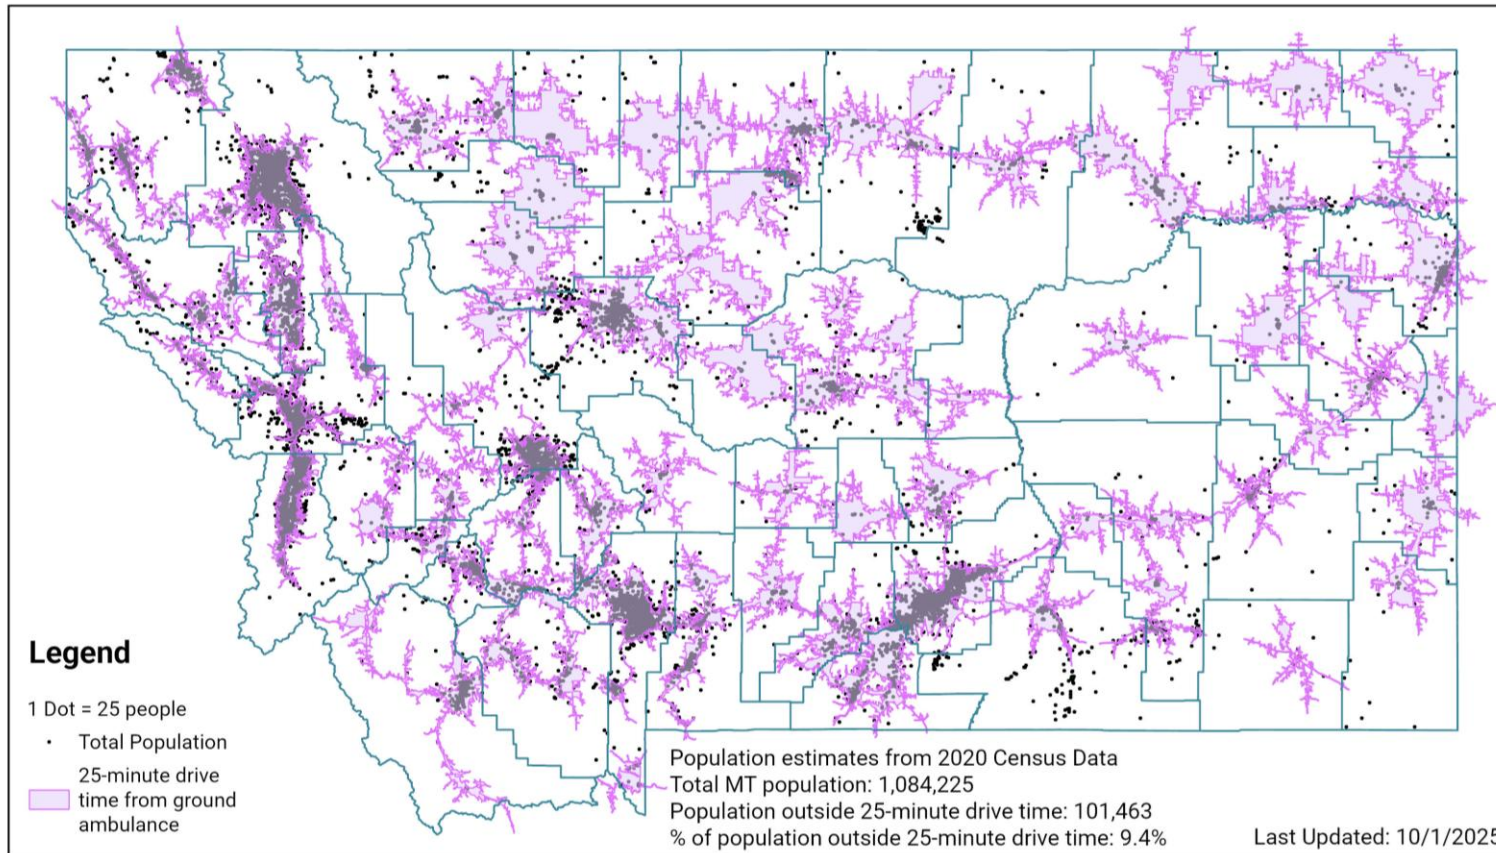 Legend
1 Dot = 25 people
Total Population
25-minute drive
time from ground
ambulance
Population estimates from 2020 Census Data
Total MT population: 1,084,225
Population outside 25-minute drive time: 101,463
% of population outside 25-minute drive time: 9.4%
Last Updated: 10/1/2025